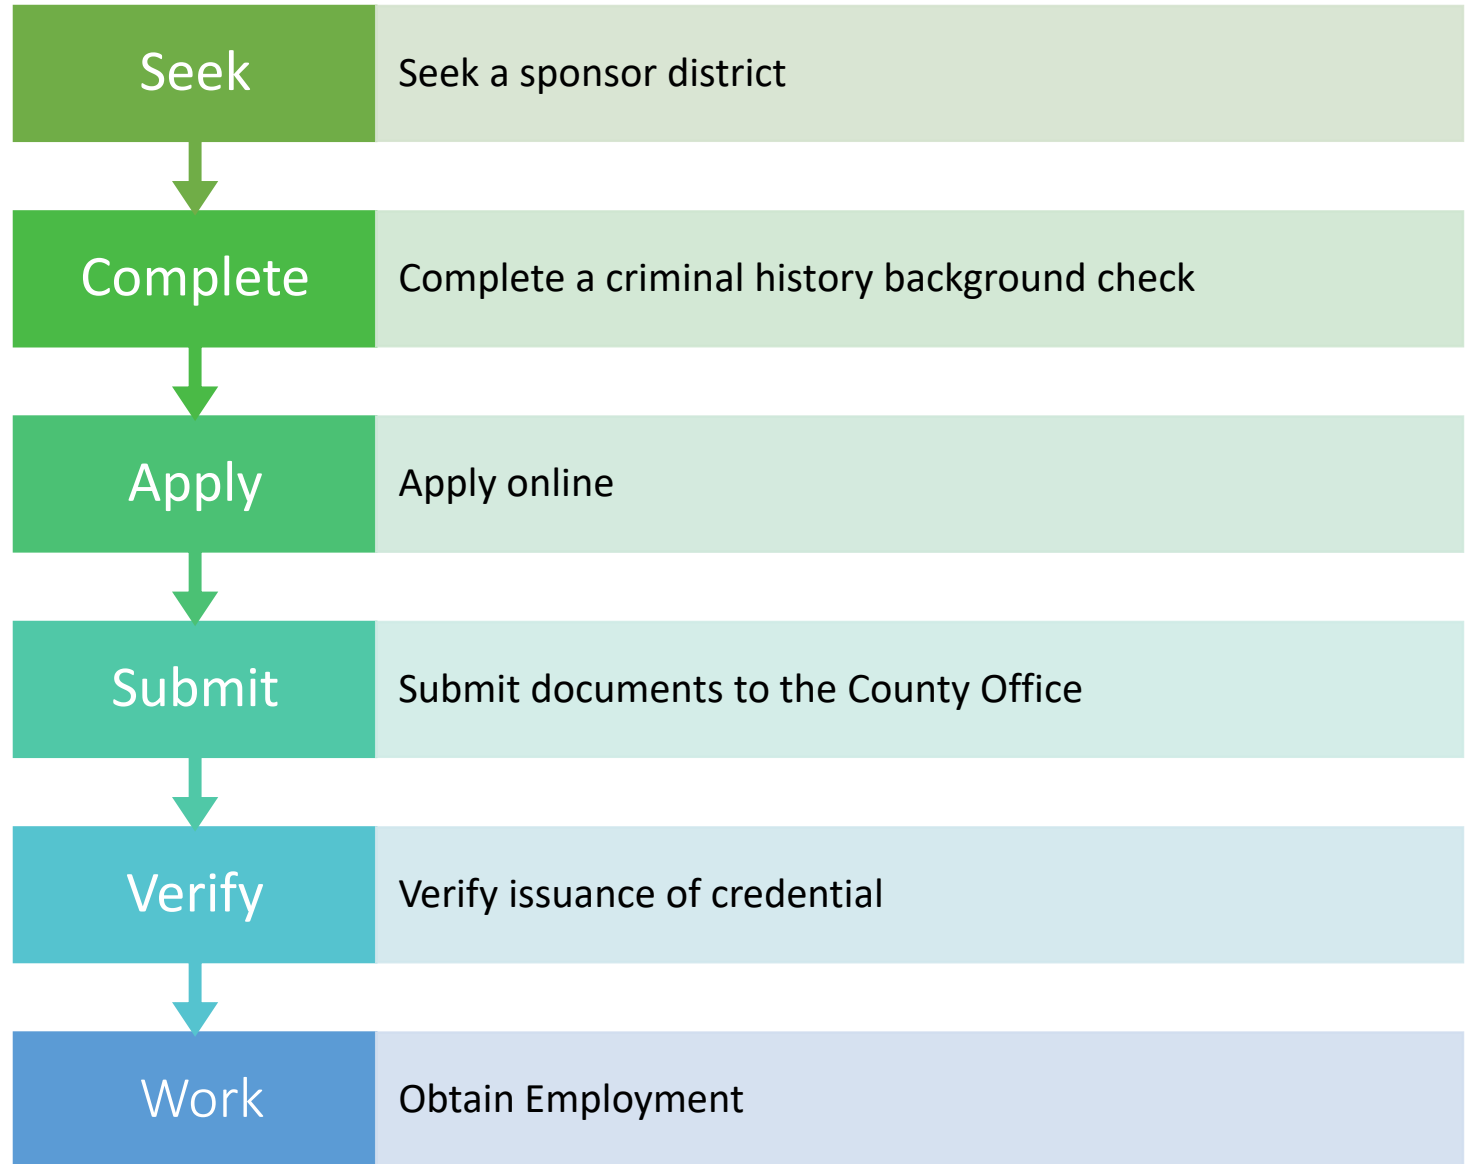 Seek
Seek a sponsor district
Complete
Complete a criminal history background check
Apply
Apply online
Submit
Submit documents to the County Office
Verify
Verify issuance of credential
Work
Obtain Employment